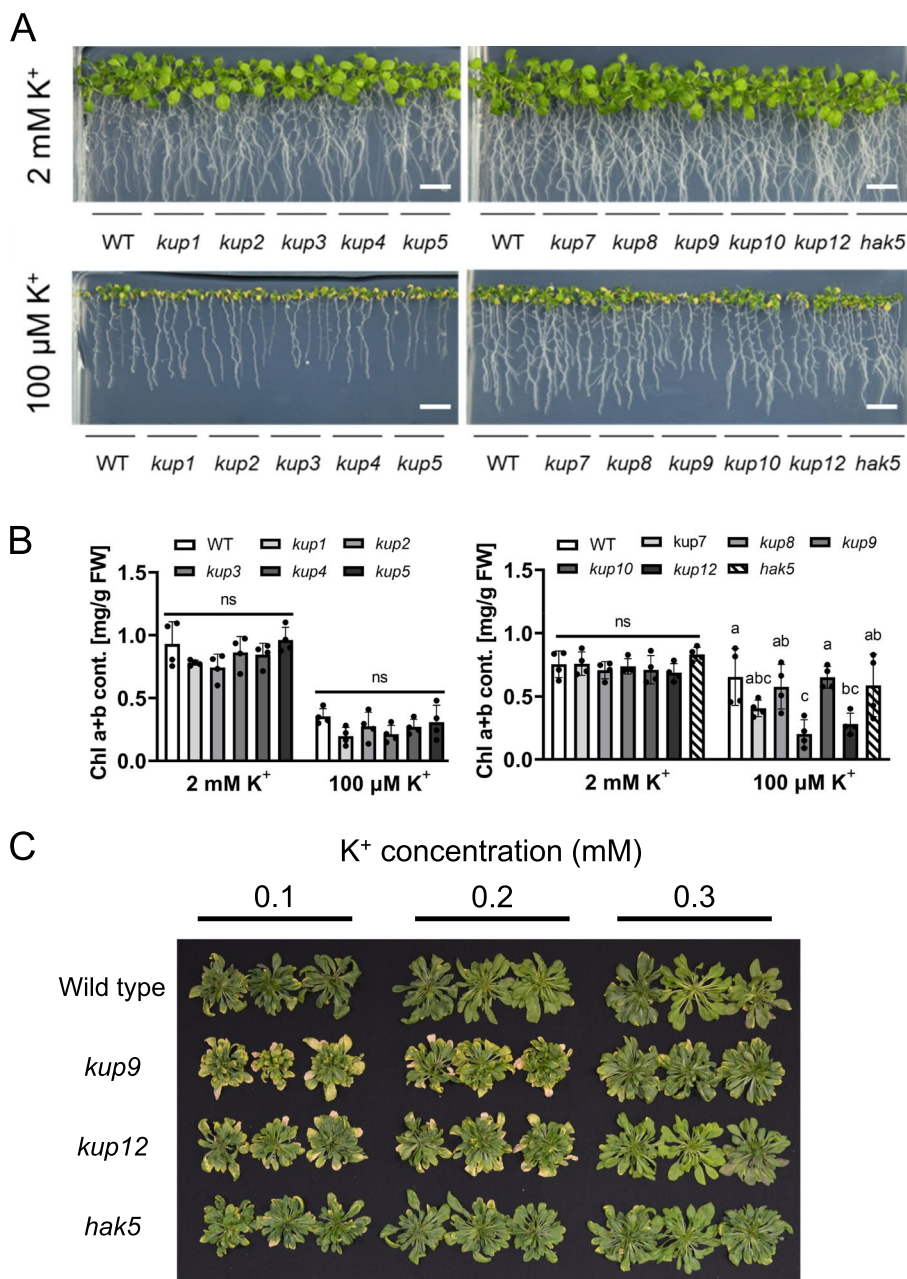 A
2 mM K⁺
WT kup1 kup2 kup3 kup4 kup5
WT kup7 kup8 kup9 kup10 kup12 hak5
100 µM K⁺
WT kup1 kup2 kup3 kup4 kup5
WT kup7 kup8 kup9 kup10 kup12 hak5
B
WT kup1 kup2
kup3 kup4 kup5
Chl a+b cont. [mg/g FW]
1.5
1.0
0.5
0.0
ns
ns
2 mM K⁺ 100 µM K⁺
WT kup7 kup8 kup9
kup10 kup12 hak5
Chl a+b cont. [mg/g FW]
1.5
1.0
0.5
0.0
ns
a abc ab c a bc ab
2 mM K⁺ 100 µM K⁺
C
K⁺ concentration (mM)
0.1 0.2 0.3
Wild type
kup9
kup12
hak5